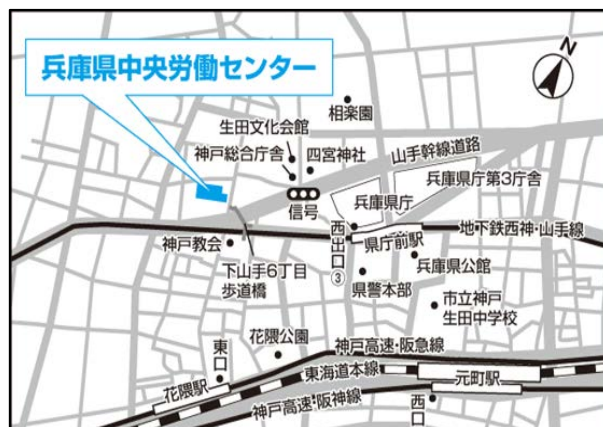 兵庫県中央労働センター
N
相楽園
生田文化会館
神戸総合庁舎
四宮神社
山手幹線道路
兵庫県庁第3庁舎
信号
兵庫県庁
西出口③
県庁前駅
地下鉄西神・山手線
神戸教会
兵庫県公館
下山手6丁目
歩道橋
県警本部
市立神戸
生田中学校
花隈公園
東口
神戸高速・阪急線
花隈駅
東海道本線
元町駅
神戸高速・阪神線
西口